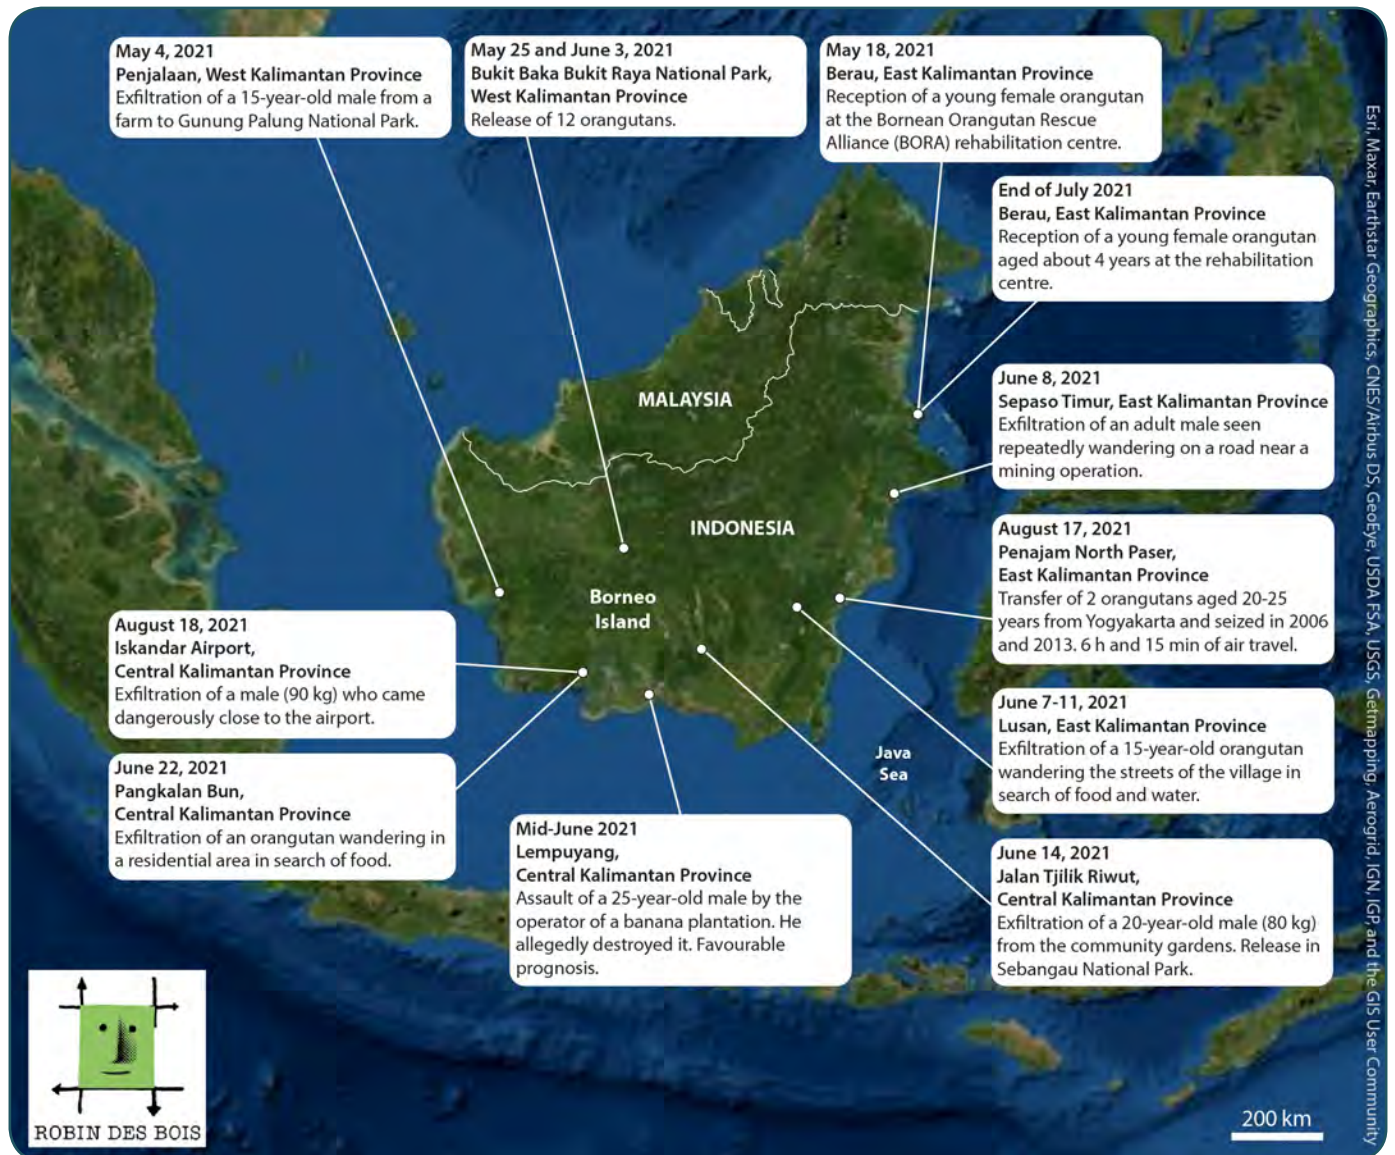 May 4, 2021
Penjalaan, West Kalimantan Province
Exfiltration of a 15-year-old male from a
farm to Gunung Palung National Park.
May 25 and June 3, 2021
Bukit Baka Bukit Raya National Park,
West Kalimantan Province
Release of 12 orangutans.
May 18, 2021
Berau, East Kalimantan Province
Reception of a young female orangutan
at the Bornean Orangutan Rescue
Alliance (BORA) rehabilitation centre.
End of July 2021
Berau, East Kalimantan Province
Reception of a young female orangutan
aged about 4 years at the rehabilitation
centre.
June 8, 2021
Sepaso Timur, East Kalimantan Province
Exfiltration of an adult male seen
repeatedly wandering on a road near a
mining operation.
August 17, 2021
Penajam North Paser,
East Kalimantan Province
Transfer of 2 orangutans aged 20-25
years from Yogyakarta and seized in 2006
and 2013. 6 h and 15 min of air travel.
June 7-11, 2021
Lusan, East Kalimantan Province
Exfiltration of a 15-year-old orangutan
wandering the streets of the village in
search of food and water.
June 14, 2021
Jalan Tjilik Riwut,
Central Kalimantan Province
Exfiltration of a 20-year-old male (80 kg)
from the community gardens. Release in
Sebangau National Park.
MALAYSIA
INDONESIA
Borneo
Island
Java
Sea
August 18, 2021
Iskandar Airport,
Central Kalimantan Province
Exfiltration of a male (90 kg) who came
dangerously close to the airport.
June 22, 2021
Pangkalan Bun,
Central Kalimantan Province
Exfiltration of an orangutan wandering in
a residential area in search of food.
Mid-June 2021
Lempuyang,
Central Kalimantan Province
Assault of a 25-year-old male by the
operator of a banana plantation. He
allegedly destroyed it. Favourable
prognosis.
ROBIN DES BOIS
200 km
Esri, Maxar, Earthstar Geographics, CNES/Airbus DS, GeoEye, USDA FSA, USGS, Getmapping, Aerogrid, IGN, IGP, and the GIS User Community